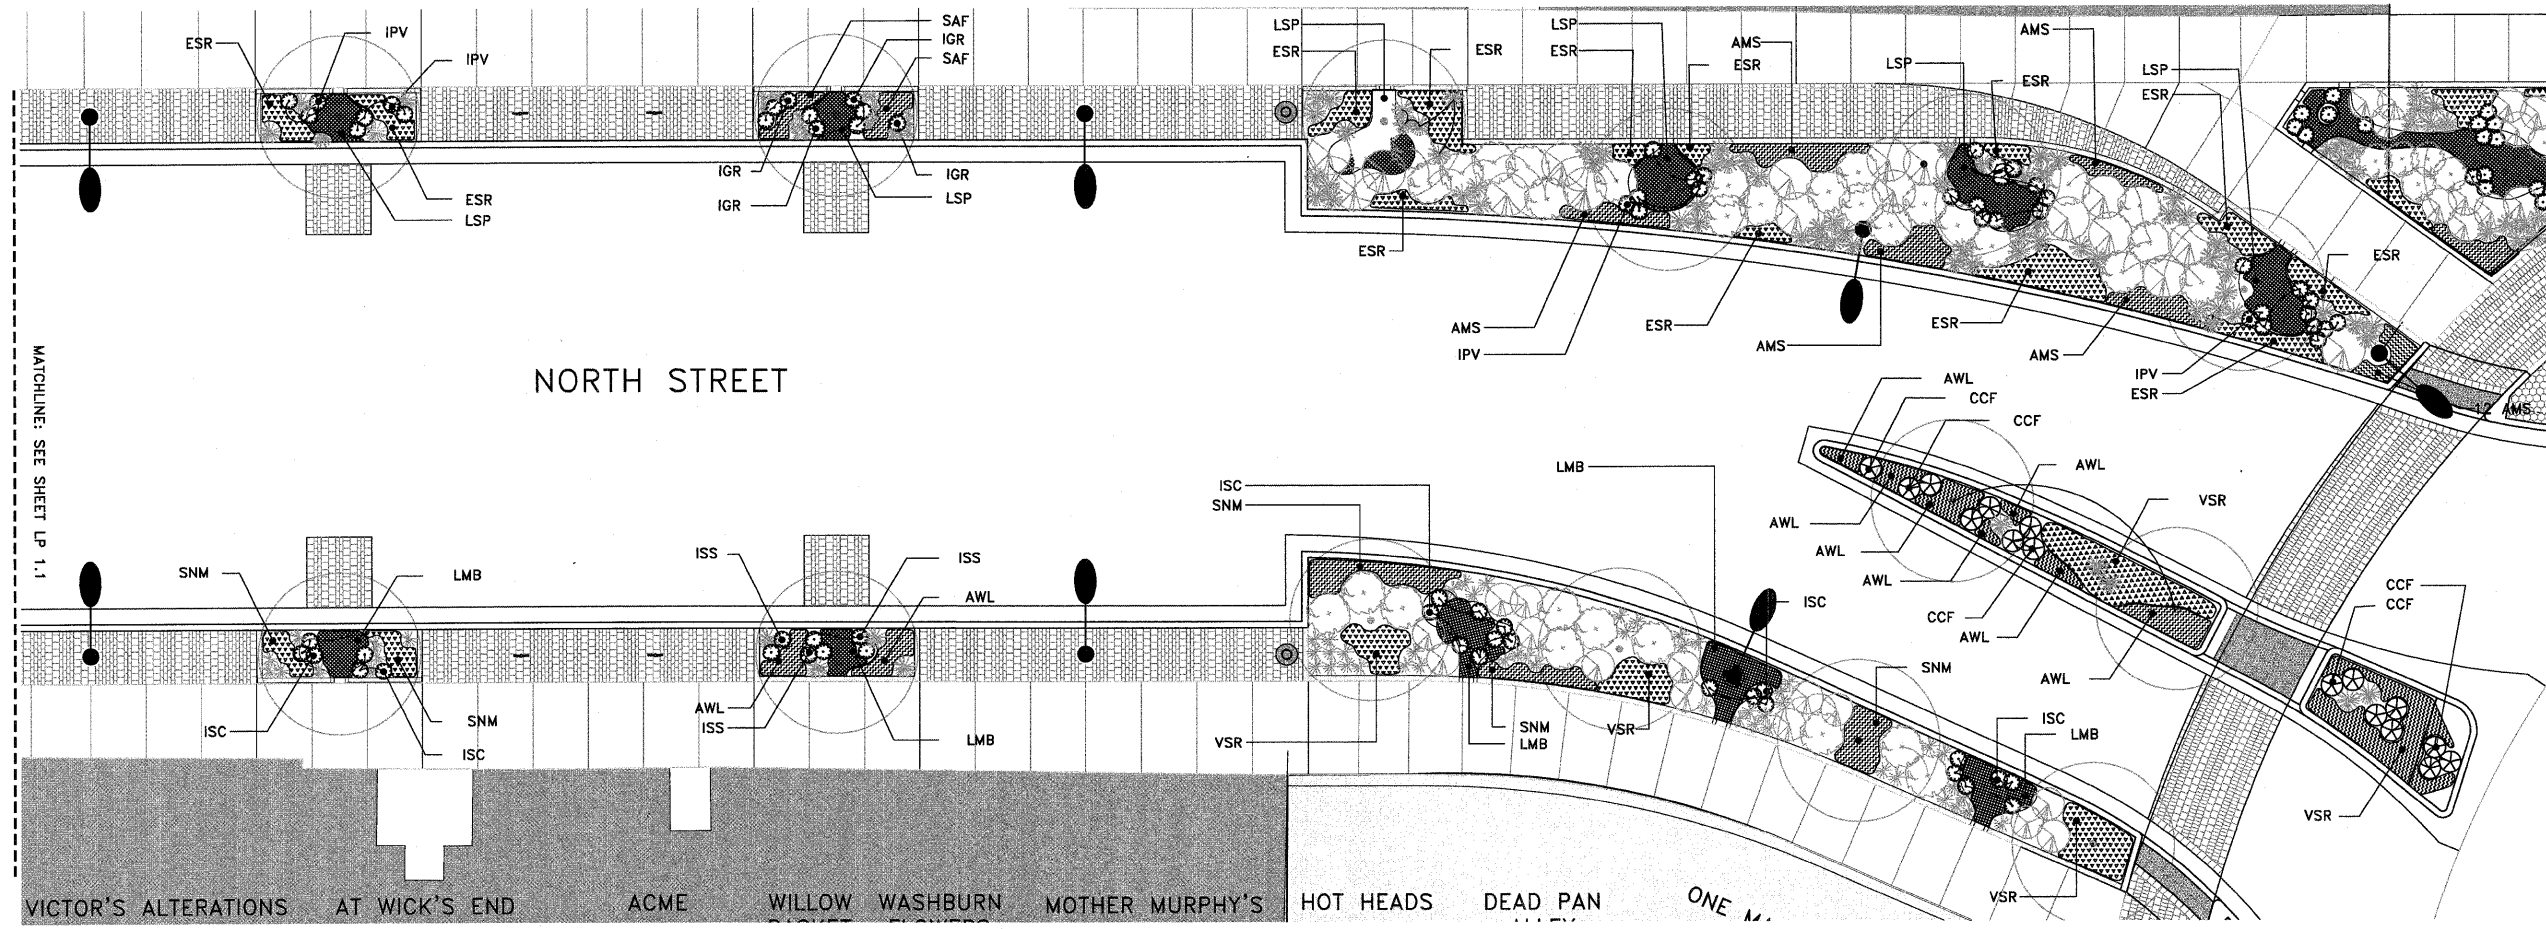 SAF
IPV
IGR
ESR
IPV
SAF
LSP
ESR
ESR
LSP
ESR
AMS
ESR
LSP
ESR
AMS
LSP
ESR
IGR
IGR
ESR
LSP
IGR
LSP
ESR
ESR
AMS
IPV
ESR
AMS
ESR
AMS
IPV
ESR
12 AMS
MATCHLINE: SEE SHEET LP 1.1
NORTH STREET
AWL
CCF
CCF
AWL
VSR
LMB
ISC
SNM
AWL
AWL
AWL
CCF
AWL
AWL
CCF
CCF
VSR
SNM
LMB
ISS
ISS
AWL
ISC
SNM
ISC
SNM
ISC
AWL
ISS
LMB
VSR
SNM
LMB
VSR
ISC
LMB
VSR
VICTOR'S ALTERATIONS
AT WICK'S END
ACME
WILLOW
WASHBURN
MOTHER MURPHY'S
HOT HEADS
DEAD PAN
ALLEY
ONE